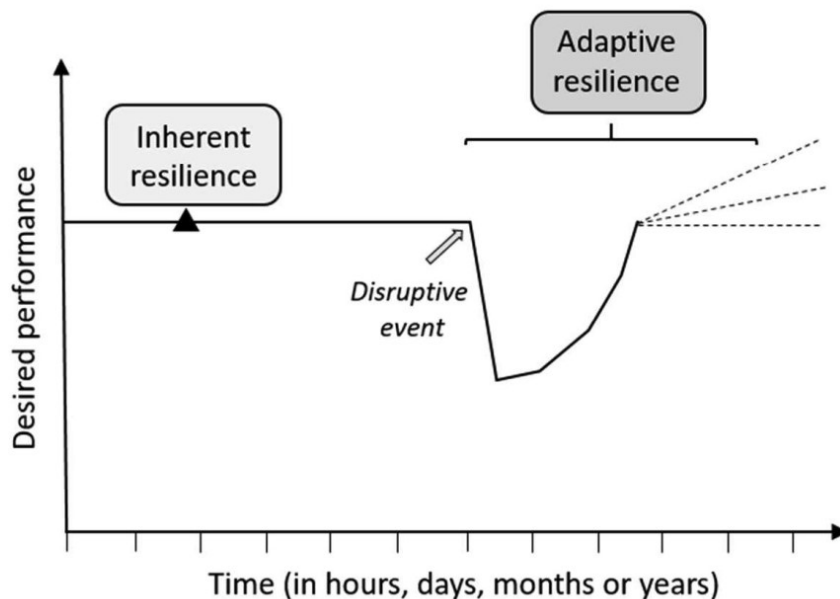 Adaptive
resilience
Inherent
resilience
Disruptive
event
Desired performance
Time (in hours, days, months or years)